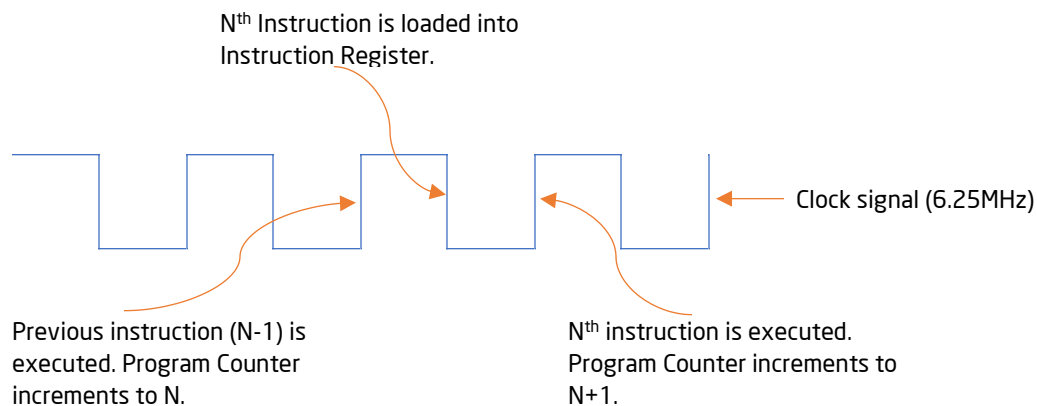 Nth Instruction is loaded into
Instruction Register.
Clock signal (6.25MHz)
Previous instruction (N-1) is
executed. Program Counter
increments to N.
Nth instruction is executed.
Program Counter increments to
N+1.